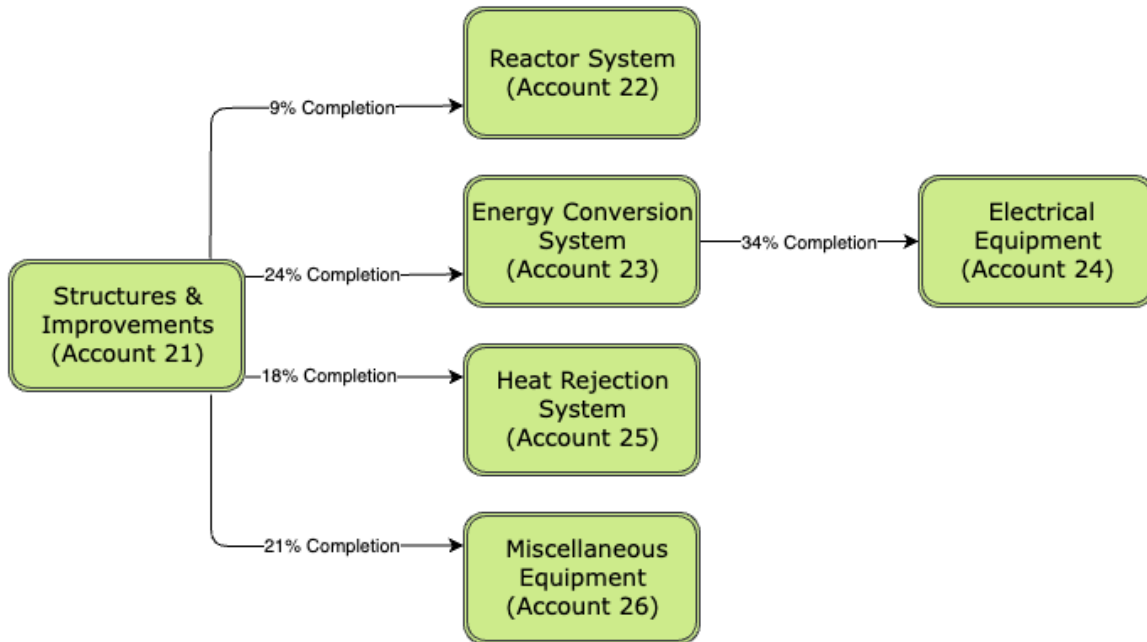 Reactor System
(Account 22)
9% Completion
Energy Conversion
System
(Account 23)
34% Completion
Electrical
Equipment
(Account 24)
24% Completion
Structures &
Improvements
(Account 21)
18% Completion
Heat Rejection
System
(Account 25)
21% Completion
Miscellaneous
Equipment
(Account 26)